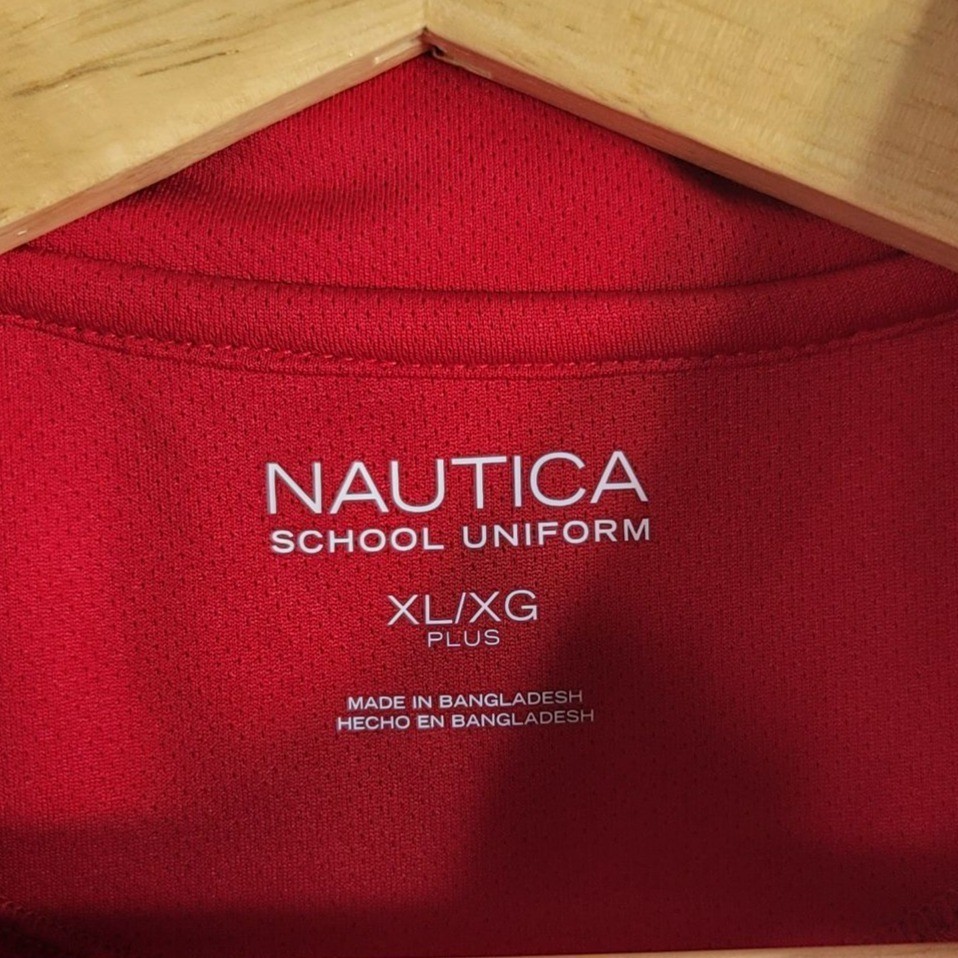 NAUTICA
SCHOOL UNIFORM
XL/XG
PLUS
MADE IN BANGLADESH
HECHO EN BANGLADESH